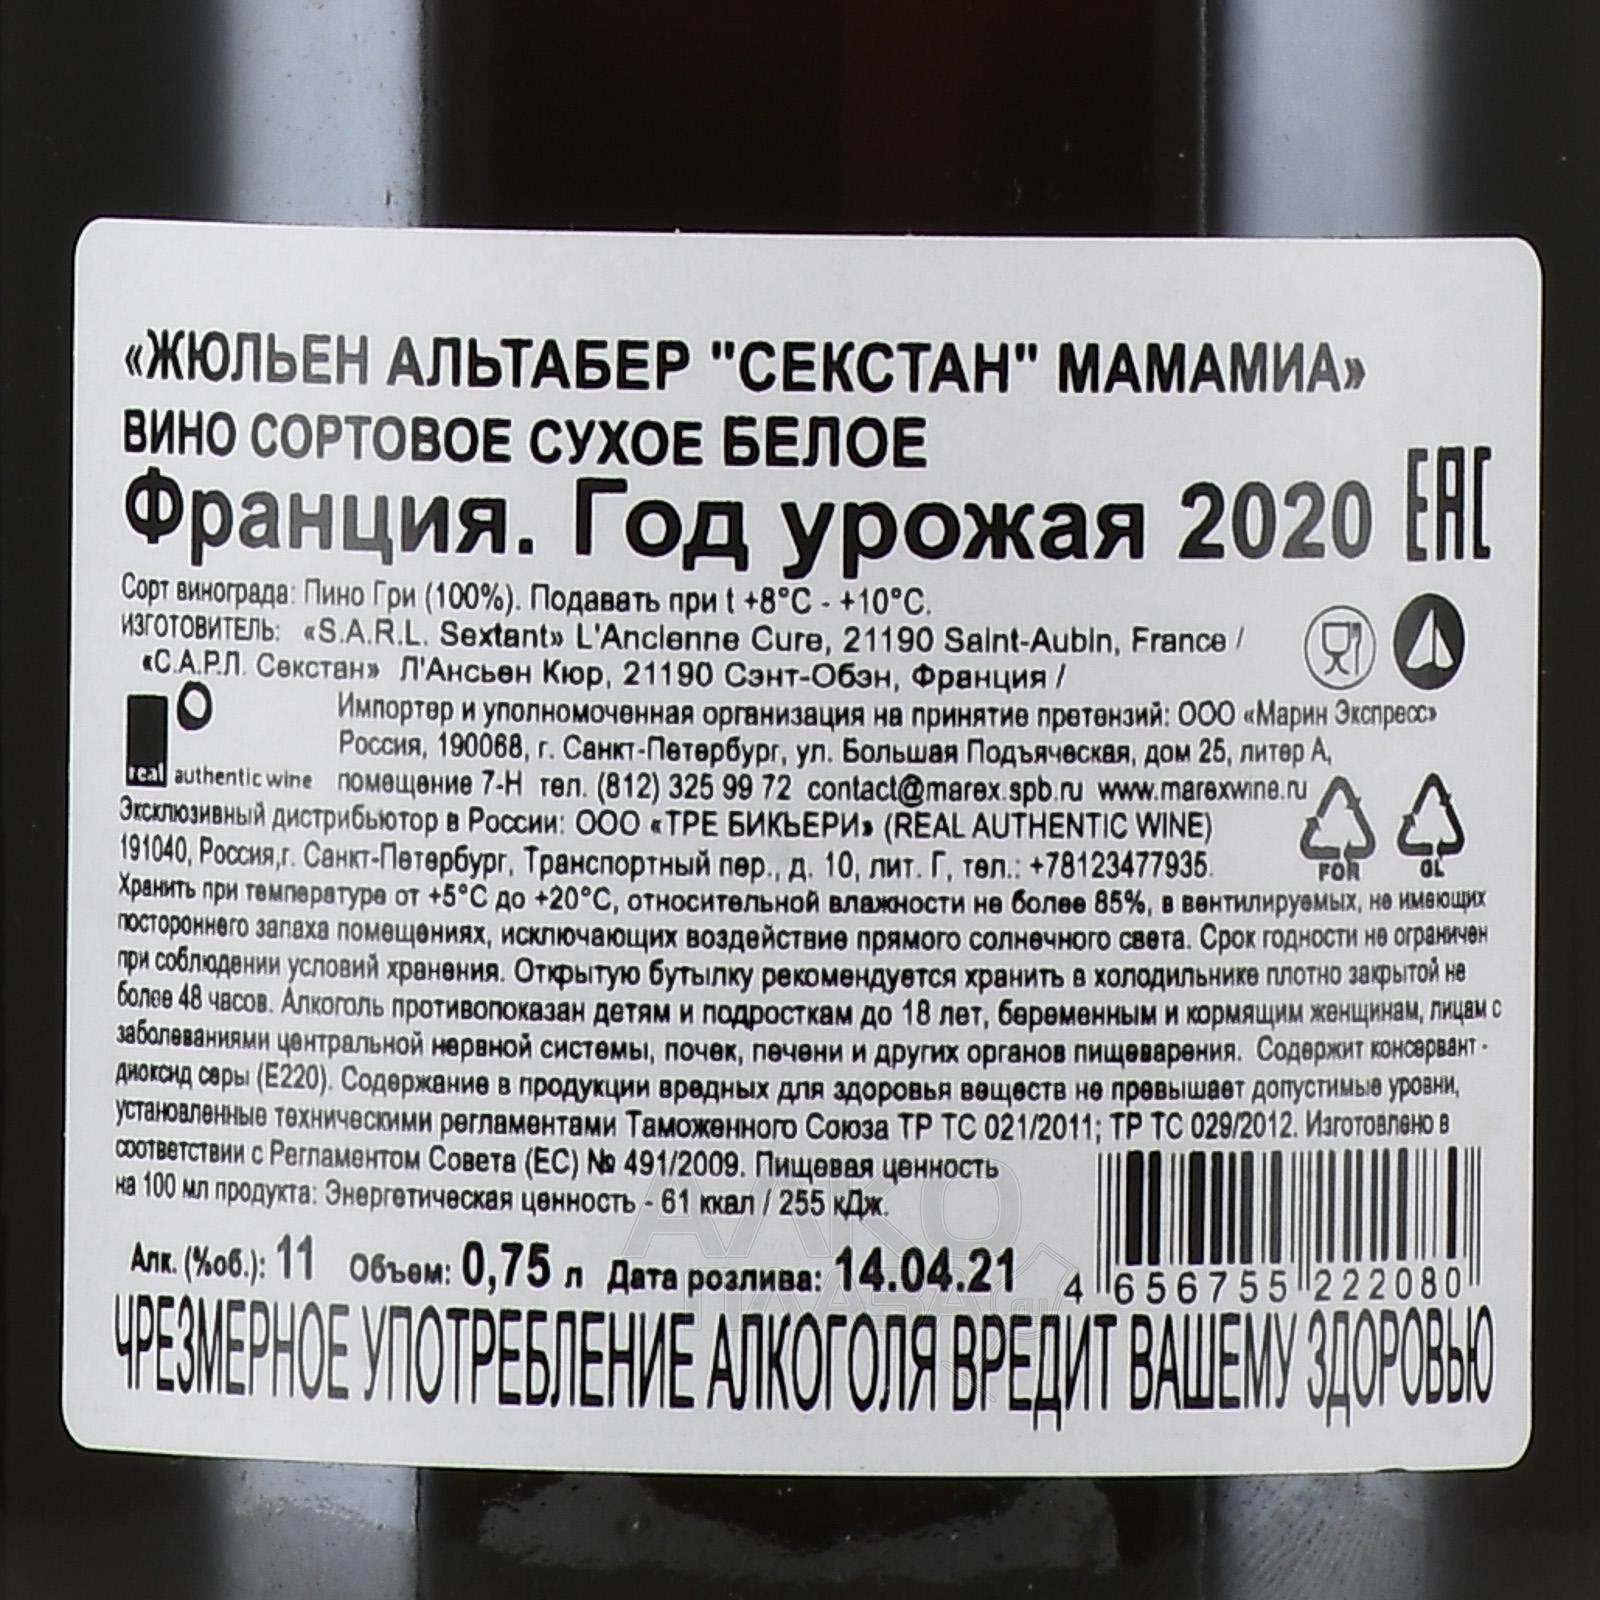 «ЖЮЛЬЕН АЛЬТАБЕР "СЕКСТАН" МАМАМИА»
ВИНО СОРТОВОЕ СУХОЕ БЕЛОЕ
Франция. Год урожая 2020 ЕАС
Сорт винограда: Пино Гри (100%). Подавать при t +8°C - +10°C.
ИЗГОТОВИТЕЛЬ: «S.A.R.L. Sextant» L'Ancienne Cure, 21190 Saint-Aubin, France /
«С.А.Р.Л. Секстан» Л'Ансьен Кюр, 21190 Сэнт-Обэн, Франция /
Импортер и уполномоченная организация на принятие претензий: ООО «Марин Экспресс»
Россия, 190068, г. Санкт-Петербург, ул. Большая Подъяческая, дом 25, литер А,
real authentic wine помещение 7-Н тел. (812) 325 99 72 contact@marex.spb.ru www.marexwine.ru
Эксклюзивный дистрибьютор в России: ООО «ТРЕ БИКЬЕРИ» (REAL AUTHENTIC WINE)
191040, Россия,г. Санкт-Петербург, Транспортный пер., д. 10, лит. Г, тел.: +78123477935.
FOR GL
Хранить при температуре от +5°C до +20°C, относительной влажности не более 85%, в вентилируемых, не имеющих
постороннего запаха помещениях, исключающих воздействие прямого солнечного света. Срок годности не ограничен
при соблюдении условий хранения. Открытую бутылку рекомендуется хранить в холодильнике плотно закрытой не
более 48 часов. Алкоголь противопоказан детям и подросткам до 18 лет, беременным и кормящим женщинам, лицам с
заболеваниями центральной нервной системы, почек, печени и других органов пищеварения. Содержит консервант -
диоксид серы (Е220). Содержание в продукции вредных для здоровья веществ не превышает допустимые уровни,
установленные техническими регламентами Таможенного Союза ТР ТС 021/2011; ТР ТС 029/2012. Изготовлено в
соответствии с Регламентом Совета (ЕС) № 491/2009. Пищевая ценность
на 100 мл продукта: Энергетическая ценность - 61 ккал / 255 кДж.
Алк. (%об.): 11 Объем: 0,75 л Дата розлива: 14.04.21
4 656755 222080
ЧРЕЗМЕРНОЕ УПОТРЕБЛЕНИЕ АЛКОГОЛЯ ВРЕДИТ ВАШЕМУ ЗДОРОВЬЮ
АЛКО
ПЛАЗА.ru